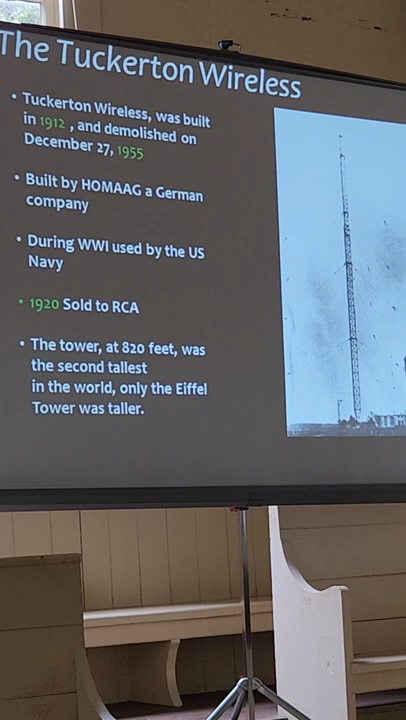 The Tuckerton Wireless
• Tuckerton Wireless, was built
in 1912 , and demolished on
December 27, 1955
• Built by HOMAAG a German
company
• During WWI used by the US
Navy
• 1920 Sold to RCA
• The tower, at 820 feet, was
the second tallest
in the world, only the Eiffel
Tower was taller.